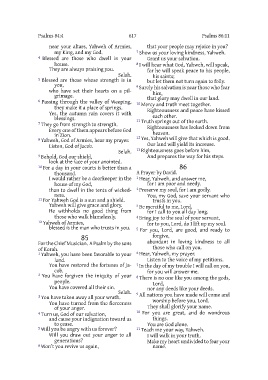 Psalms 84:4
617
Psalms 86:11
near your altars, Yahweh of Armies,
my King, and my God.
4 Blessed are those who dwell in your
house.
They are always praising you.
Selah.
5 Blessed are those whose strength is in
you,
who have set their hearts on a pil-
grimage.
6 Passing through the valley of Weeping,
they make it a place of springs.
Yes, the autumn rain covers it with
blessings.
7 They go from strength to strength.
Every one of them appears before God
in Zion.
8 Yahweh, God of Armies, hear my prayer.
Listen, God of Jacob.
Selah.
9 Behold, God our shield,
look at the face of your anointed.
10 For a day in your courts is better than a
thousand.
I would rather be a doorkeeper in the
house of my God,
than to dwell in the tents of wicked-
ness.
11 For Yahweh God is a sun and a shield.
Yahweh will give grace and glory.
He withholds no good thing from
those who walk blamelessly.
12 Yahweh of Armies,
blessed is the man who trusts in you.
85
For the Chief Musician. A Psalm by the sons
of Korah.
1 Yahweh, you have been favorable to your
land.
You have restored the fortunes of Ja-
cob.
2 You have forgiven the iniquity of your
people.
You have covered all their sin.
Selah.
3 You have taken away all your wrath.
You have turned from the fierceness
of your anger.
4 Turn us, God of our salvation,
and cause your indignation toward us
to cease.
5 Will you be angry with us forever?
Will you draw out your anger to all
generations?
6 Won't you revive us again,
that your people may rejoice in you?
7 Show us your loving kindness, Yahweh.
Grant us your salvation.
8 I will hear what God, Yahweh, will speak,
for he will speak peace to his people,
his saints;
but let them not turn again to folly.
9 Surely his salvation is near those who fear
him,
that glory may dwell in our land.
10 Mercy and truth meet together.
Righteousness and peace have kissed
each other.
11 Truth springs out of the earth.
Righteousness has looked down from
heaven.
12 Yes, Yahweh will give that which is good.
Our land will yield its increase.
13 Righteousness goes before him,
And prepares the way for his steps.
86
A Prayer by David.
1 Hear, Yahweh, and answer me,
for I am poor and needy.
2 Preserve my soul, for I am godly.
You, my God, save your servant who
trusts in you.
3 Be merciful to me, Lord,
for I call to you all day long.
4 Bring joy to the soul of your servant,
for to you, Lord, do I lift up my soul.
5 For you, Lord, are good, and ready to
forgive,
abundant in loving kindness to all
those who call on you.
6 Hear, Yahweh, my prayer.
Listen to the voice of my petitions.
7 In the day of my trouble I will call on you,
for you will answer me.
8 There is no one like you among the gods,
Lord,
nor any deeds like your deeds.
9 All nations you have made will come and
worship before you, Lord.
They shall glorify your name.
10 For you are great, and do wondrous
things.
You are God alone.
11 Teach me your way, Yahweh.
I will walk in your truth.
Make my heart undivided to fear your
name.